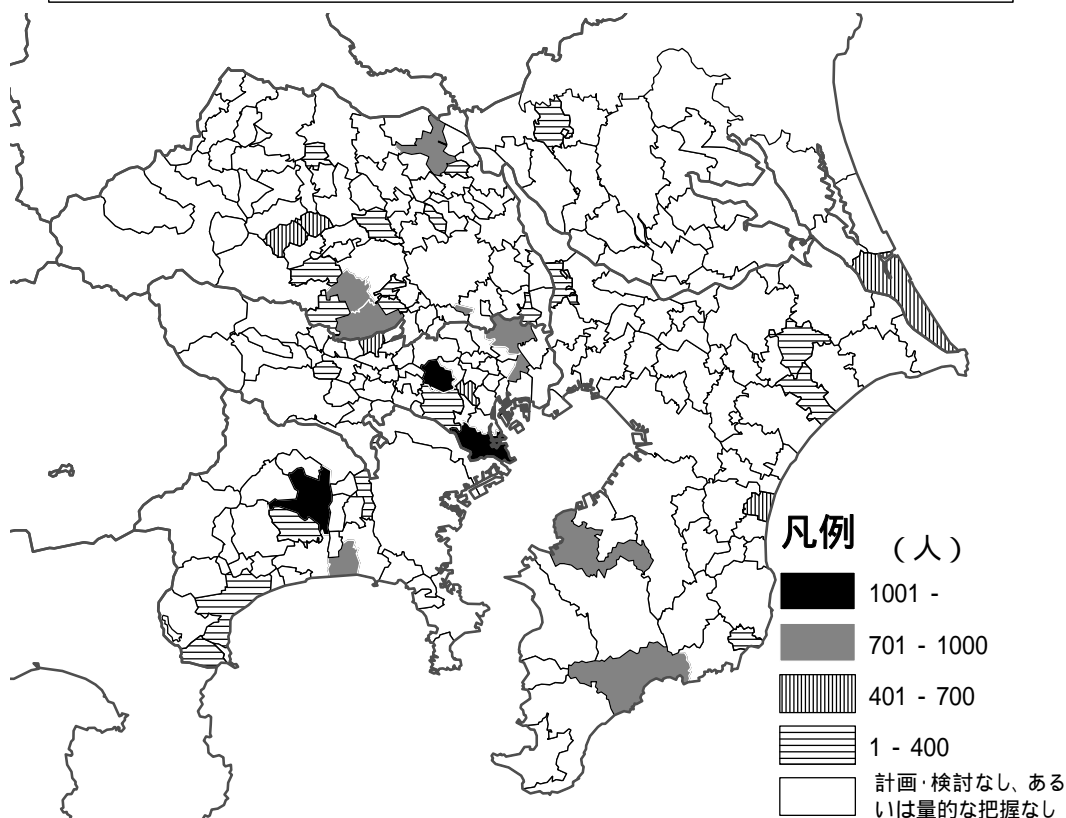 凡例 (人)
1001 -
701 - 1000
401 - 700
1 - 400
計画・検討なし、ある
いは量的な把握なし